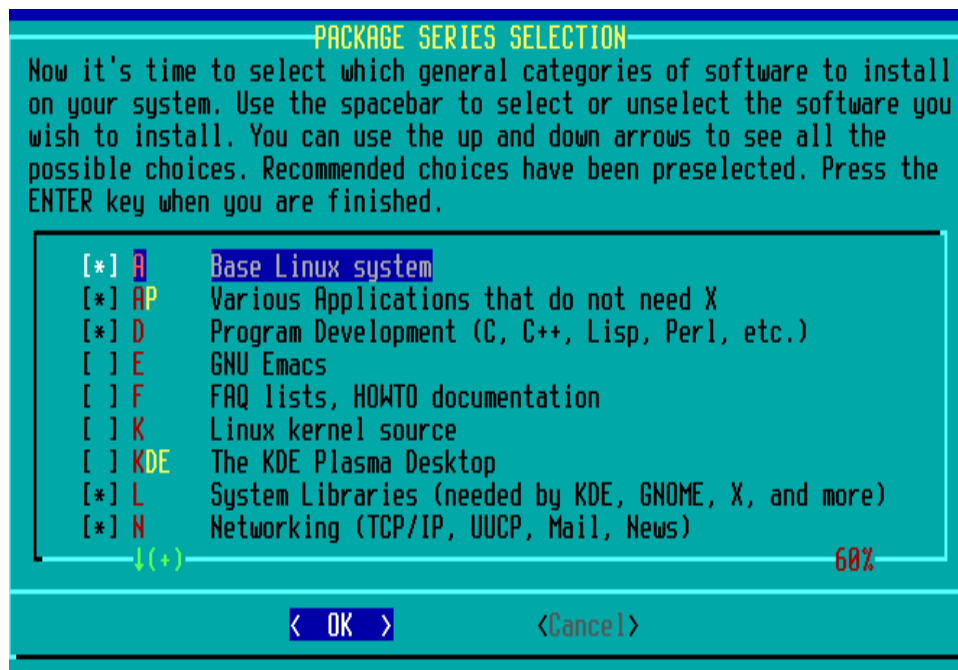 PACKAGE SERIES SELECTION
Now it's time to select which general categories of software to install
on your system. Use the spacebar to select or unselect the software you
wish to install. You can use the up and down arrows to see all the
possible choices. Recommended choices have been preselected. Press the
ENTER key when you are finished.
[*] A Base Linux system
[*] AP Various Applications that do not need X
[*] D Program Development (C, C++, Lisp, Perl, etc.)
[ ] E GNU Emacs
[ ] F FAQ lists, HOWTO documentation
[ ] K Linux kernel source
[ ] KDE The KDE Plasma Desktop
[*] L System Libraries (needed by KDE, GNOME, X, and more)
[*] N Networking (TCP/IP, UUCP, Mail, News)
↓(+) 60%
< OK > <Cancel>